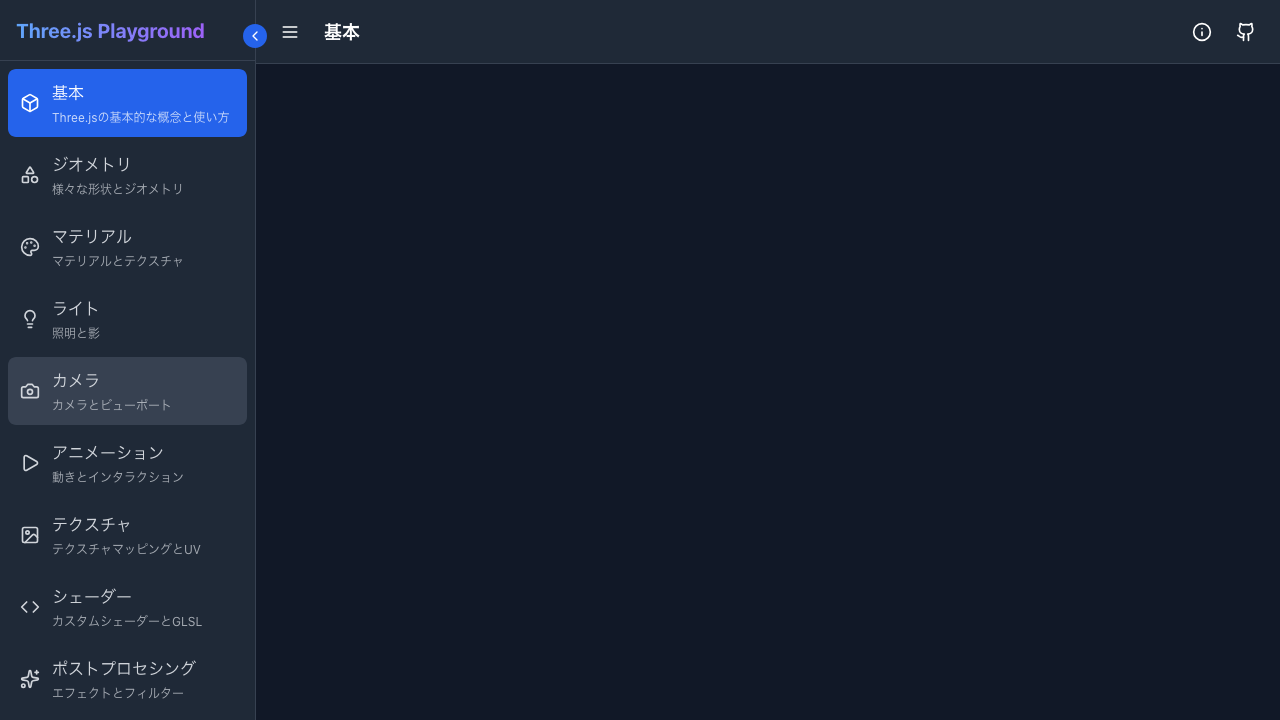 Three.js Playground
基本
基本
Three.jsの基本的な概念と使い方
ジオメトリ
様々な形状とジオメトリ
マテリアル
マテリアルとテクスチャ
ライト
照明と影
カメラ
カメラとビューポート
アニメーション
動きとインタラクション
テクスチャ
テクスチャマッピングとUV
シェーダー
カスタムシェーダーとGLSL
ポストプロセシング
エフェクトとフィルター